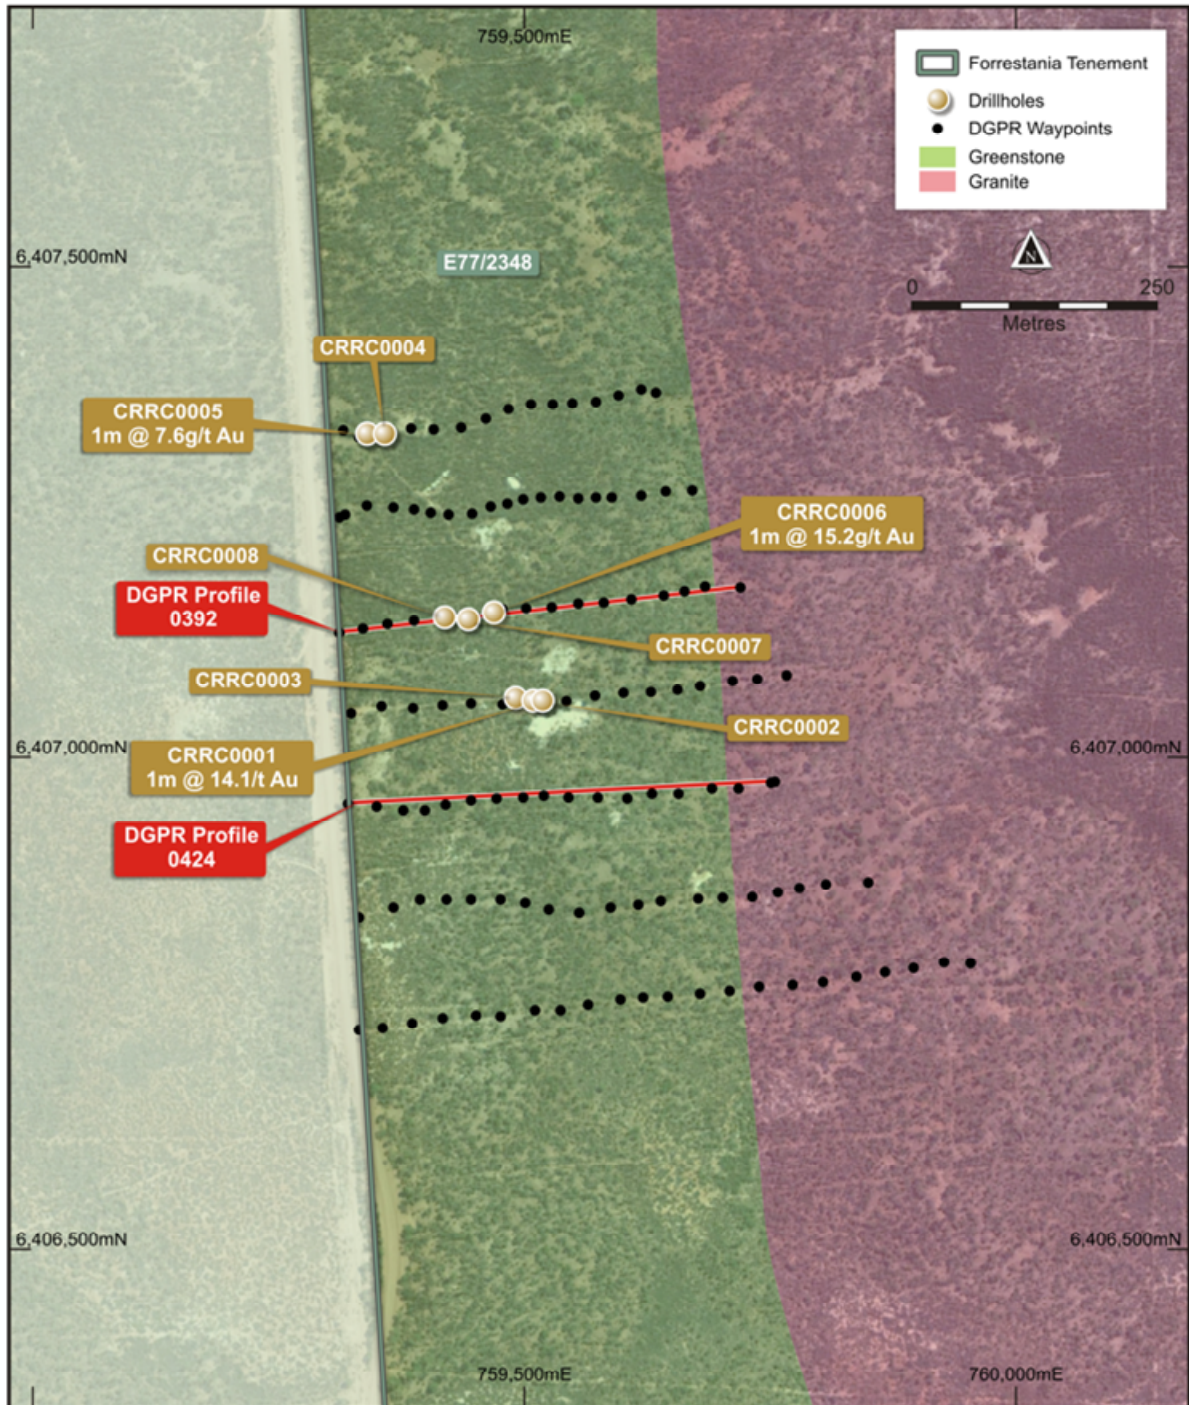 759,500mE
Forrestania Tenement
Drillholes
DGPR Waypoints
Greenstone
Granite
6,407,500mN
E77/2348
N
0 250
Metres
CRRC0004
CRRC0005
1m @ 7.6g/t Au
CRRC0006
1m @ 15.2g/t Au
CRRC0008
DGPR Profile
0392
CRRC0007
CRRC0003
CRRC0002
6,407,000mN
6,407,000mN
CRRC0001
1m @ 14.1/t Au
DGPR Profile
0424
6,406,500mN
6,406,500mN
759,500mE
760,000mE